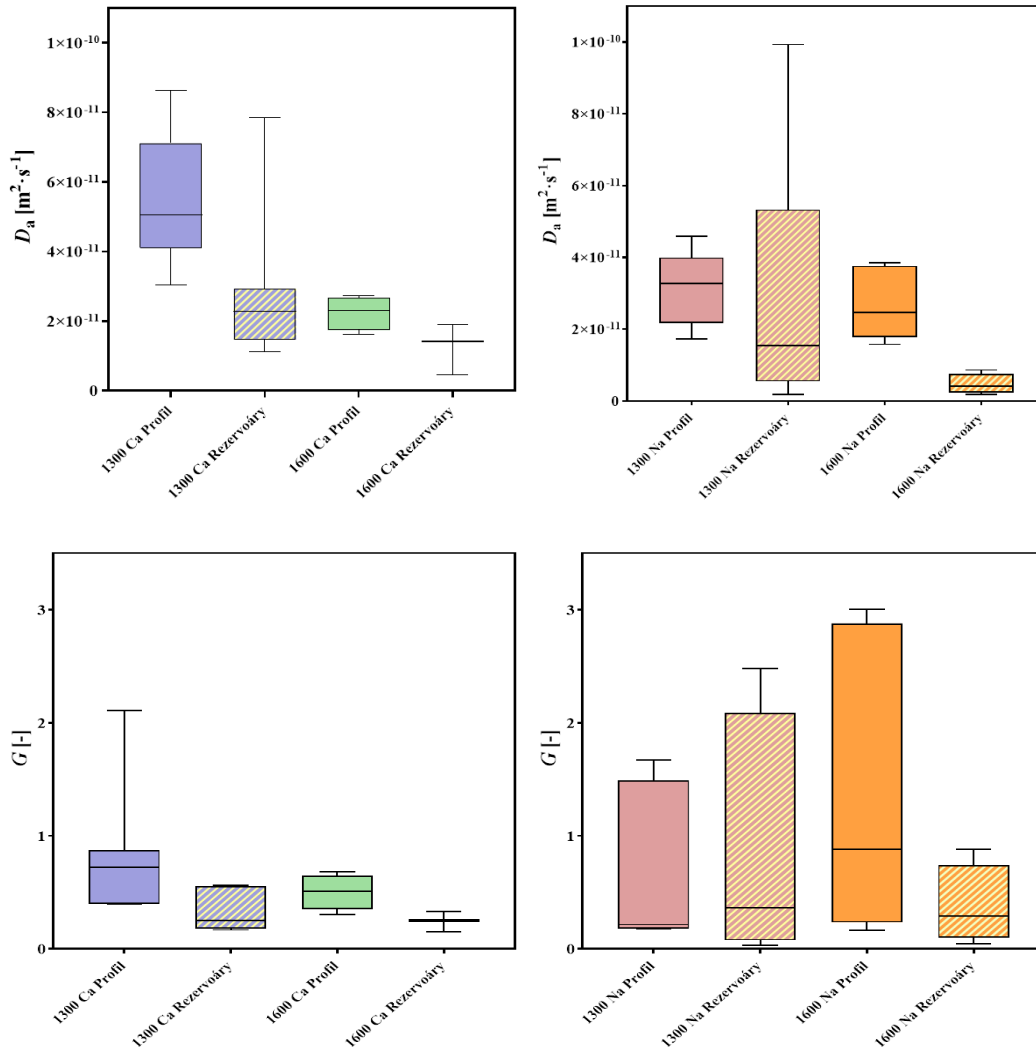 1×10⁻¹⁰
8×10⁻¹¹
6×10⁻¹¹
4×10⁻¹¹
2×10⁻¹¹
0
Dₐ [m²·s⁻¹]
1300 Ca Profil
1300 Ca Rezervoáry
1600 Ca Profil
1600 Ca Rezervoáry
1×10⁻¹⁰
8×10⁻¹¹
6×10⁻¹¹
4×10⁻¹¹
2×10⁻¹¹
0
Dₐ [m²·s⁻¹]
1300 Na Profil
1300 Na Rezervoáry
1600 Na Profil
1600 Na Rezervoáry
3
2
1
0
G [-]
1300 Ca Profil
1300 Ca Rezervoáry
1600 Ca Profil
1600 Ca Rezervoáry
3
2
1
0
G [-]
1300 Na Profil
1300 Na Rezervoáry
1600 Na Profil
1600 Na Rezervoáry